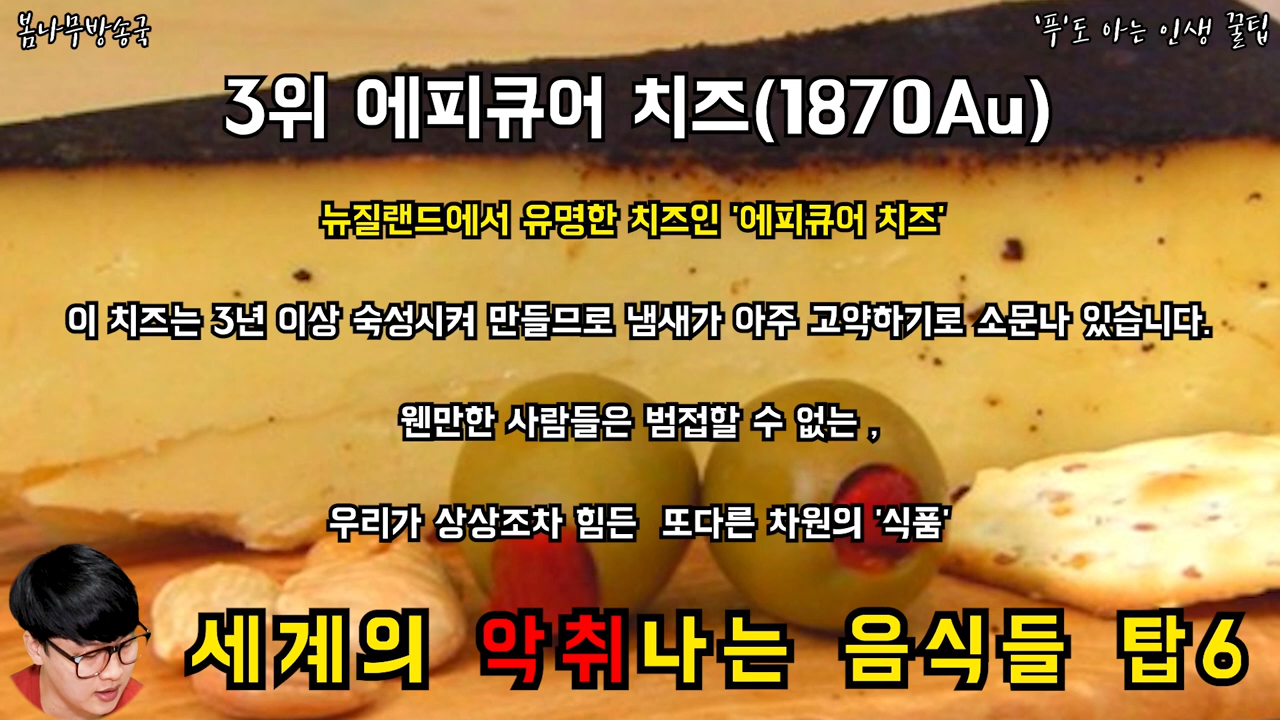 봄나무방송국
'푸'도 아는 인생 꿀팁
3위 에피큐어 치즈(1870Au)
뉴질랜드에서 유명한 치즈인 '에피큐어 치즈'
이 치즈는 3년 이상 숙성시켜 만들므로 냄새가 아주 고약하기로 소문나 있습니다.
웬만한 사람들은 범접할 수 없는 ,
우리가 상상조차 힘든 또다른 차원의 '식품'
세계의 악취나는 음식들 탑6